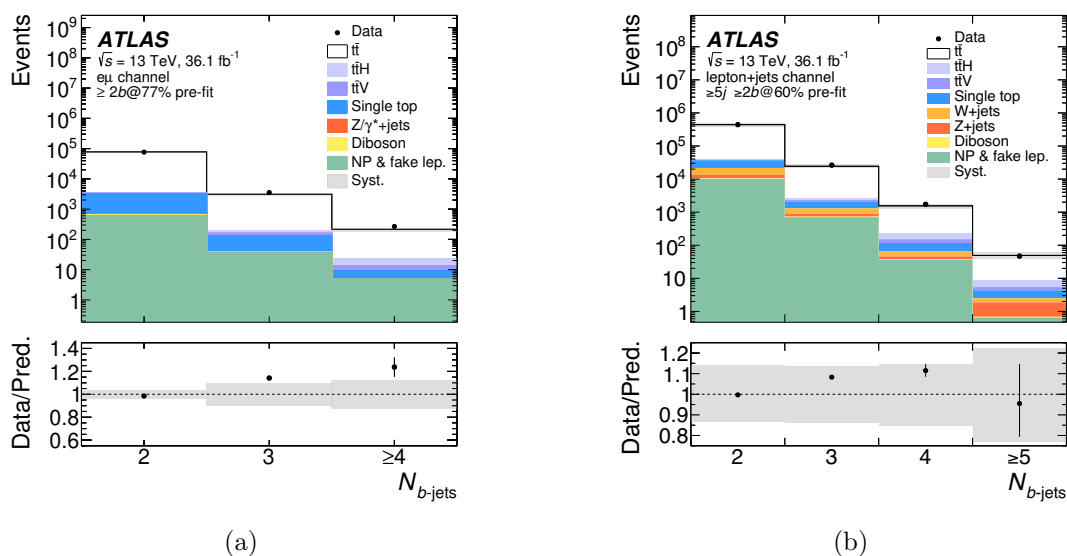 Events
10⁹
10⁸
10⁷
10⁶
10⁵
10⁴
10³
10²
10
1
ATLAS
√s = 13 TeV, 36.1 fb⁻¹
eμ channel
≥ 2b@77% pre-fit
Data
tt̄
tt̄H
tt̄V
Single top
Z/γ*+jets
Diboson
NP & fake lep.
Syst.
Data/Pred.
1.4
1.2
1
0.8
0.6
2 3 ≥4
N b-jets
(a)
Events
10⁹
10⁸
10⁷
10⁶
10⁵
10⁴
10³
10²
10
1
ATLAS
√s = 13 TeV, 36.1 fb⁻¹
lepton+jets channel
≥5j ≥2b@60% pre-fit
Data
tt̄
tt̄H
tt̄V
Single top
W+jets
Z+jets
Diboson
NP & fake lep.
Syst.
Data/Pred.
1.2
1.1
1
0.9
0.8
2 3 4 ≥5
N b-jets
(b)